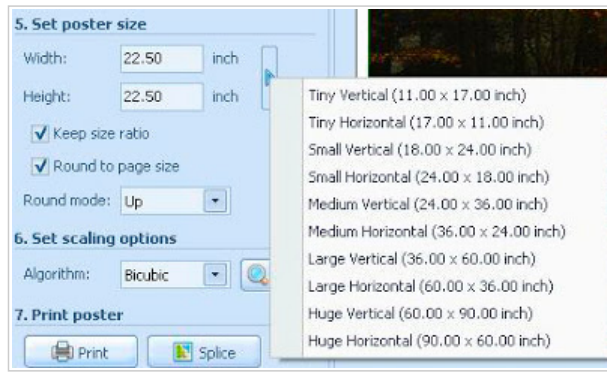 5. Set poster size
Width: 22.50 inch
Height: 22.50 inch
Keep size ratio
Round to page size
Round mode: Up
6. Set scaling options
Algorithm: Bicubic
7. Print poster
Print Splice
Tiny Vertical (11.00 x 17.00 inch)
Tiny Horizontal (17.00 x 11.00 inch)
Small Vertical (18.00 x 24.00 inch)
Small Horizontal (24.00 x 18.00 inch)
Medium Vertical (24.00 x 36.00 inch)
Medium Horizontal (36.00 x 24.00 inch)
Large Vertical (36.00 x 60.00 inch)
Large Horizontal (60.00 x 36.00 inch)
Huge Vertical (60.00 x 90.00 inch)
Huge Horizontal (90.00 x 60.00 inch)